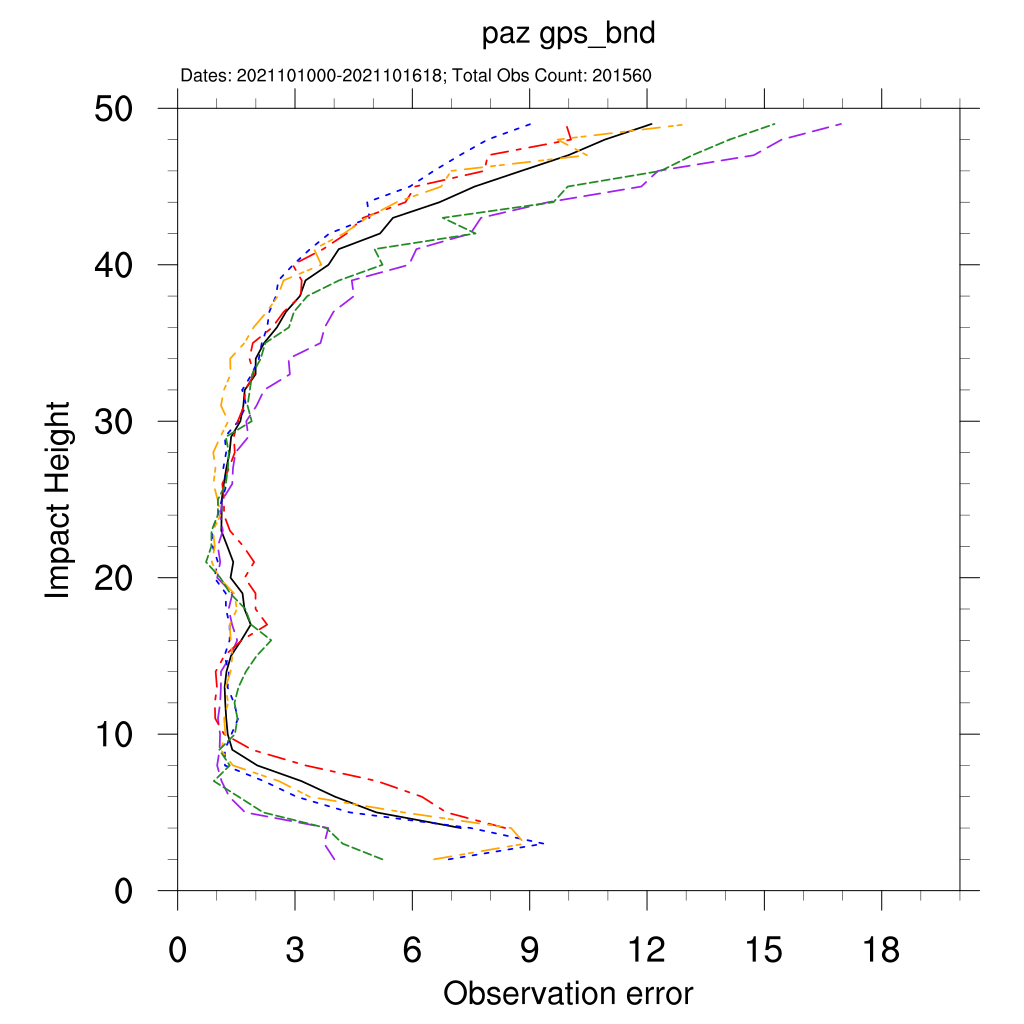 paz gps_bnd
Dates: 2021101000-2021101618; Total Obs Count: 201560
50
40
30
20
10
0
Impact Height
0 3 6 9 12 15 18
Observation error